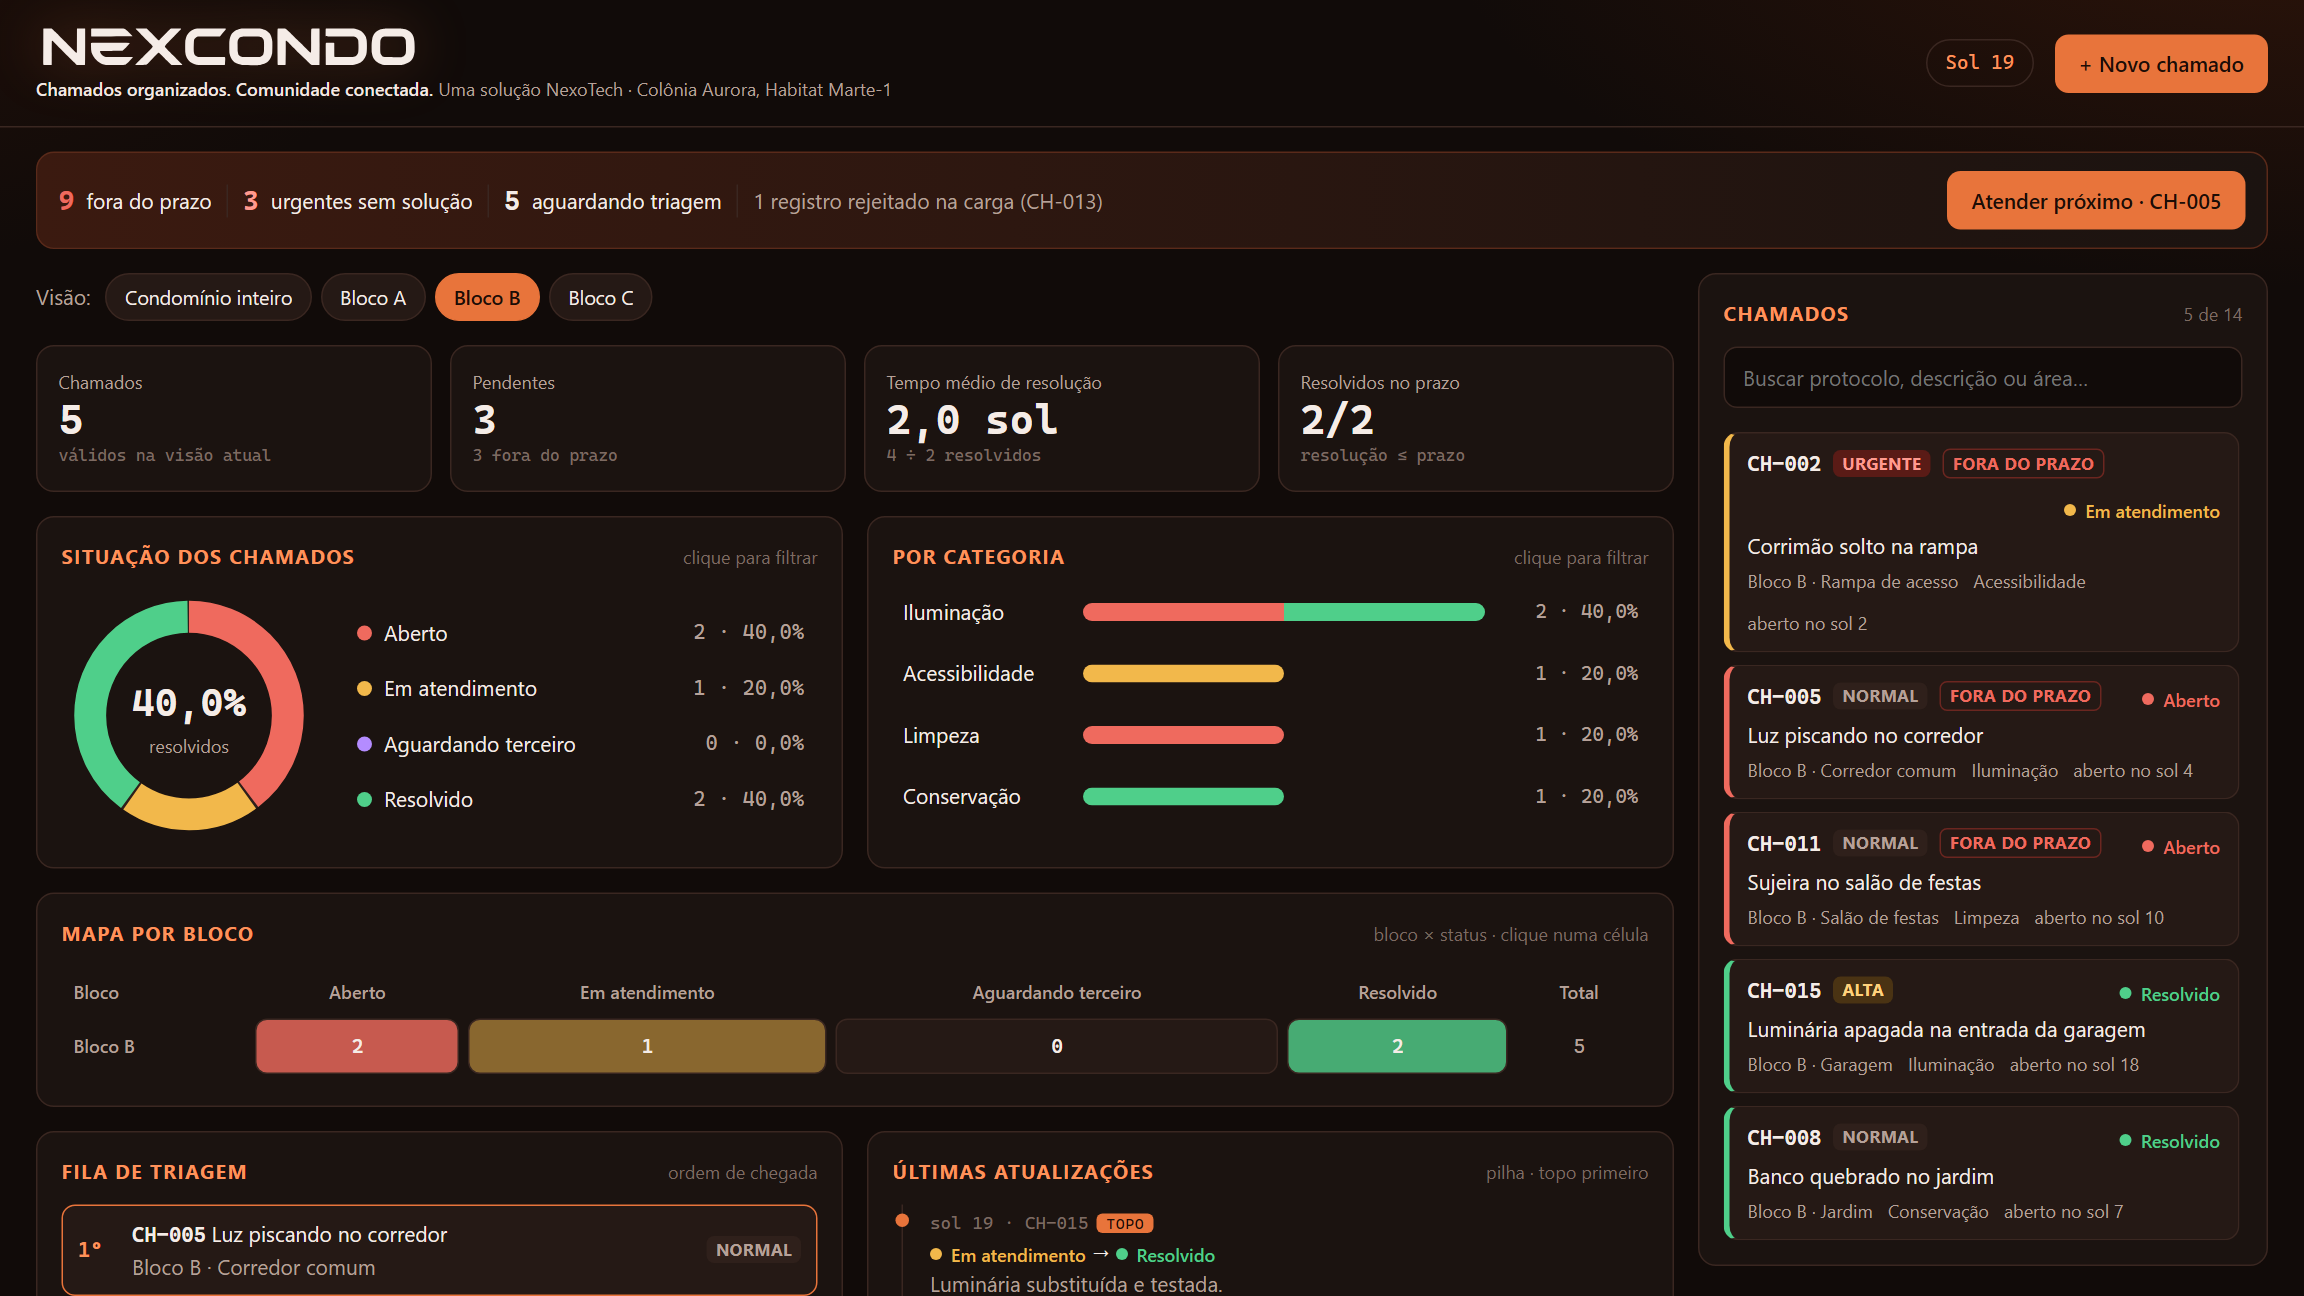 NEXCONDO
Chamados organizados. Comunidade conectada. Uma solução NexoTech · Colônia Aurora, Habitat Marte-1
Sol 19
+ Novo chamado
9 fora do prazo
3 urgentes sem solução
5 aguardando triagem
1 registro rejeitado na carga (CH-013)
Atender próximo · CH-005
Visão:
Condomínio inteiro
Bloco A
Bloco B
Bloco C
Chamados
5
válidos na visão atual
Pendentes
3
3 fora do prazo
Tempo médio de resolução
2,0 sol
4 ÷ 2 resolvidos
Resolvidos no prazo
2/2
resolução ≤ prazo
SITUAÇÃO DOS CHAMADOS
clique para filtrar
40,0%
resolvidos
Aberto 2 · 40,0%
Em atendimento 1 · 20,0%
Aguardando terceiro 0 · 0,0%
Resolvido 2 · 40,0%
POR CATEGORIA
clique para filtrar
Iluminação 2 · 40,0%
Acessibilidade 1 · 20,0%
Limpeza 1 · 20,0%
Conservação 1 · 20,0%
MAPA POR BLOCO
bloco × status · clique numa célula
Bloco Aberto Em atendimento Aguardando terceiro Resolvido Total
Bloco B 2 1 0 2 5
FILA DE TRIAGEM
ordem de chegada
1º
CH-005 Luz piscando no corredor
Bloco B · Corredor comum
NORMAL
ÚLTIMAS ATUALIZAÇÕES
pilha · topo primeiro
sol 19 · CH-015 TOPO
Em atendimento → Resolvido
Luminária substituída e testada.
CHAMADOS
5 de 14
Buscar protocolo, descrição ou área...
CH-002 URGENTE FORA DO PRAZO
Em atendimento
Corrimão solto na rampa
Bloco B · Rampa de acesso Acessibilidade
aberto no sol 2
CH-005 NORMAL FORA DO PRAZO Aberto
Luz piscando no corredor
Bloco B · Corredor comum Iluminação aberto no sol 4
CH-011 NORMAL FORA DO PRAZO Aberto
Sujeira no salão de festas
Bloco B · Salão de festas Limpeza aberto no sol 10
CH-015 ALTA Resolvido
Luminária apagada na entrada da garagem
Bloco B · Garagem Iluminação aberto no sol 18
CH-008 NORMAL Resolvido
Banco quebrado no jardim
Bloco B · Jardim Conservação aberto no sol 7